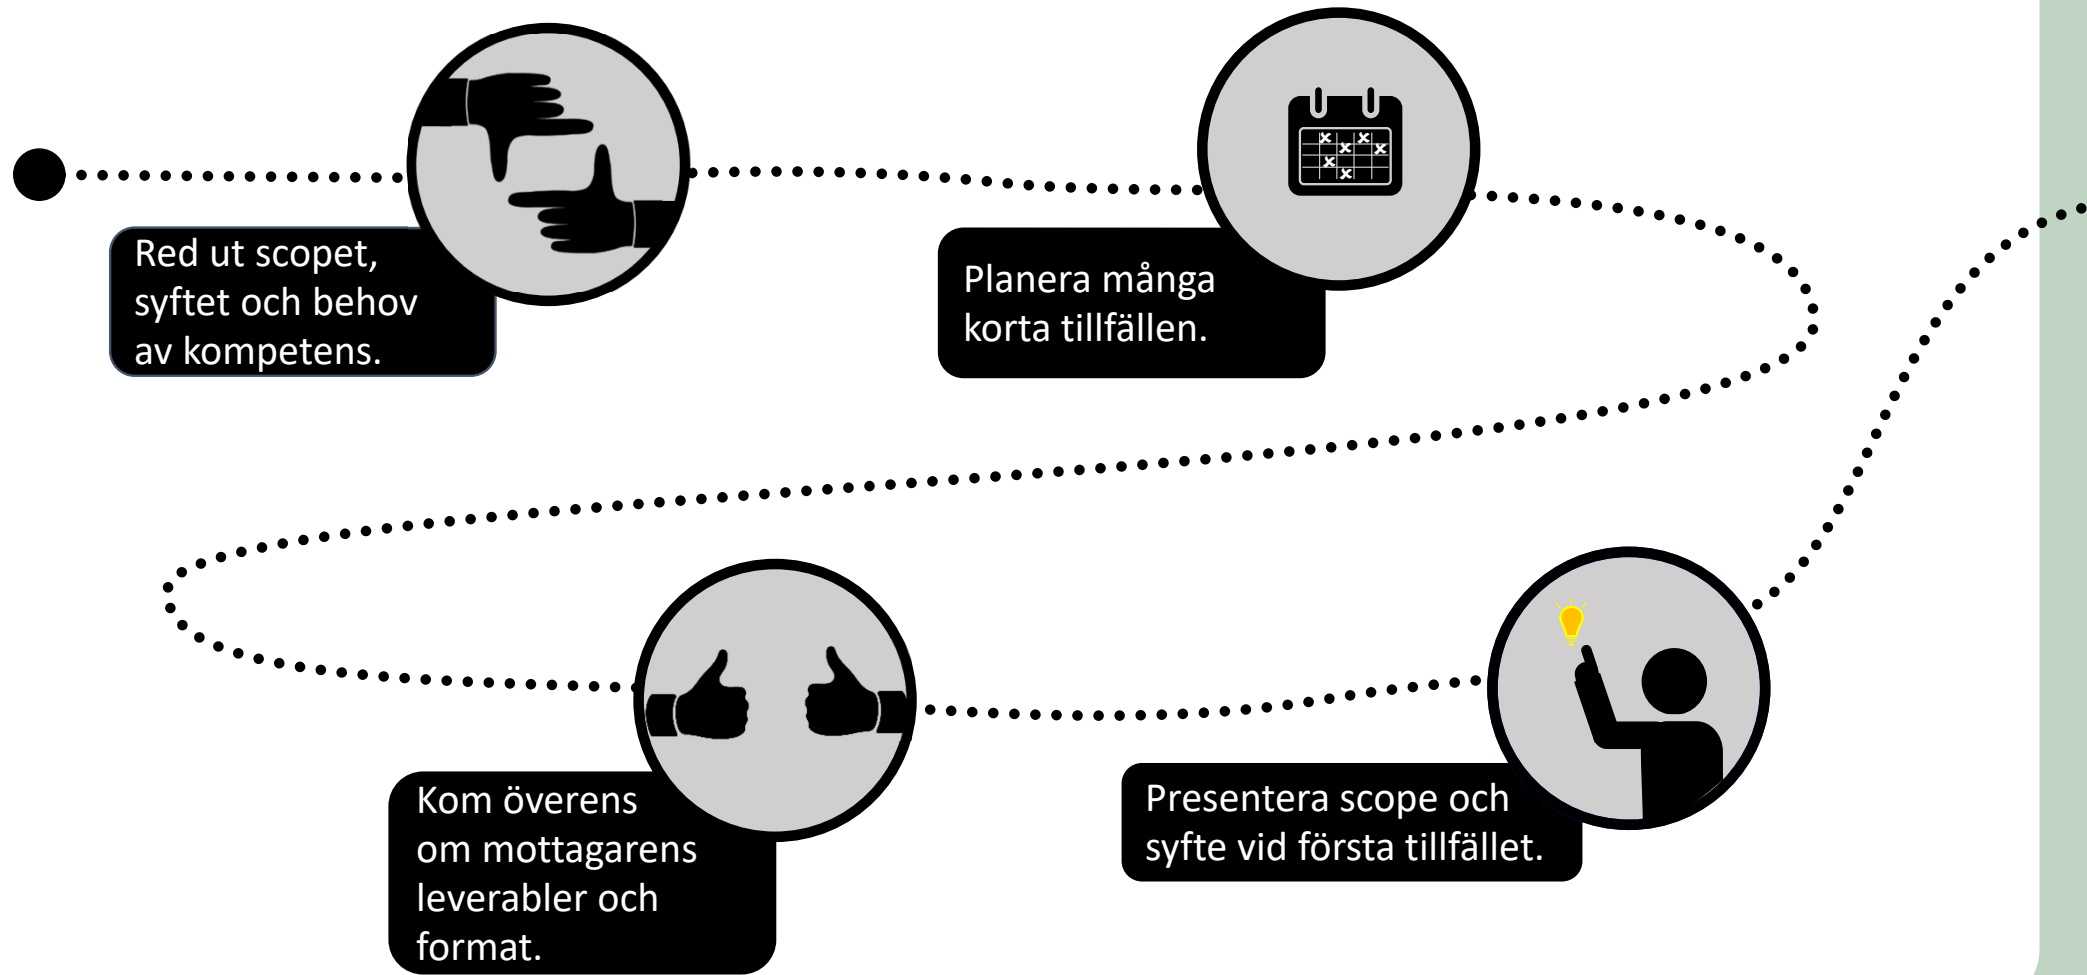 Red ut scopet,
syftet och behov
av kompetens.
Planera många
korta tillfällen.
Kom överens
om mottagarens
leverabler och
format.
Presentera scope och
syfte vid första tillfället.